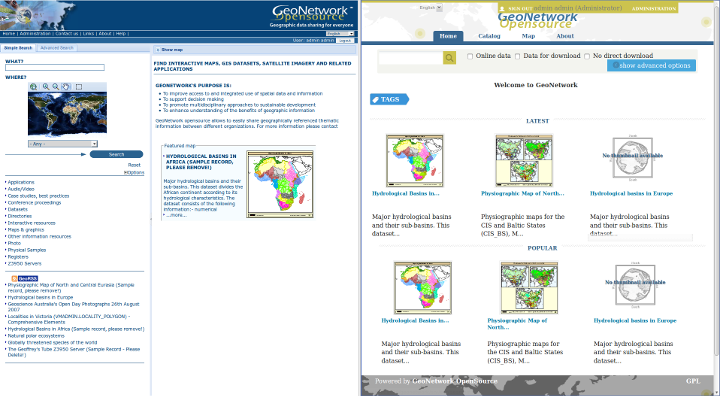 GeoNetwork
Opensource
Geographic data sharing for everyone
Home | Administration | Contact us | Links | About | Help |
User: admin admin
Simple Search
Advanced Search
WHAT?
WHERE?
- Any -
Search
Reset
Options
Applications
Audio/Video
Case studies, best practices
Conference proceedings
Datasets
Directories
Interactive resources
Maps & graphics
Other information resources
Photo
Physical Samples
Registers
Z3950 Servers
GeoRSS
Physiographic Map of North and Central Eurasia (Sample
record, please remove!)
Hydrological basins in Europe
Geoscience Australia's Open Day Photographs 26th August
2007
Localities in Victoria (VMADMIN.LOCALITY_POLYGON) -
Comprehensive Elements
Hydrological Basins in Africa (Sample record, please remove!)
Natural polar ecosystems
Globally threatened species of the world
The Geoffrey's Tube Z3950 Server (Sample Record - Please
Delete!)
Show map
FIND INTERACTIVE MAPS, GIS DATASETS, SATELLITE IMAGERY AND RELATED
APPLICATIONS
GEONETWORK'S PURPOSE IS:
To improve access to and integrated use of spatial data and information
To support decision making
To promote multidisciplinary approaches to sustainable development
To enhance understanding of the benefits of geographic information
GeoNetwork opensource allows to easily share geographically referenced thematic
information between different organizations. For more information please contact
Featured map
HYDROLOGICAL BASINS IN
AFRICA (SAMPLE RECORD,
PLEASE REMOVE!)
Major hydrological basins and their
sub-basins. This dataset divides the
African continent according to its
hydrological characteristics. The
dataset consists of the following
information:- numerical
...more...
English
SIGN OUT admin admin (Administrator) ADMINISTRATION
GeoNetwork
Opensource
Home Catalog Map About
Online data Data for download No direct download
show advanced options
Welcome to GeoNetwork
TAGS
LATEST
No thumbnail available
Hydrological Basins in... Physiographic Map of North... Hydrological basins in Europe
Major hydrological basins
and their sub-basins. This
dataset...
Physiographic maps for the
CIS and Baltic States
(CIS_BS), M...
Major hydrological basins
and their sub-basins. This
dataset...
POPULAR
No thumbnail available
Hydrological Basins in... Physiographic Map of
North...
Hydrological basins in Europe
Major hydrological basins
and their sub-basins. This
dataset...
Physiographic maps for
the CIS and Baltic States
(CIS_BS), M...
Major hydrological basins
and their sub-basins. This
dataset...
Powered by GeoNetwork OpenSource
GPL